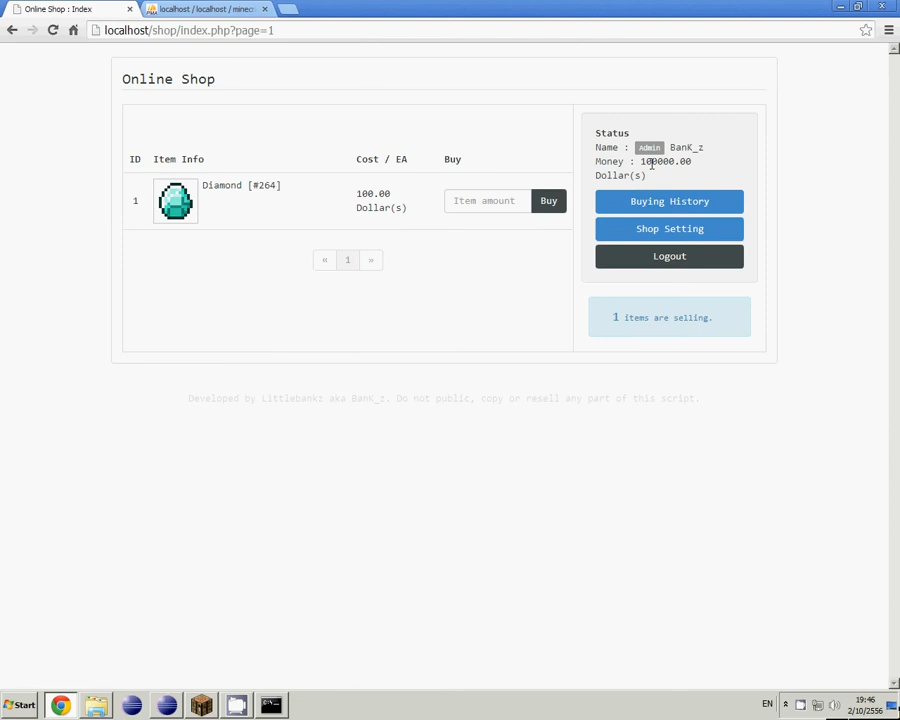 Online Shop : Index
localhost / localhost / minec
localhost/shop/index.php?page=1
Online Shop
ID Item Info Cost / EA Buy
1 Diamond [#264] 100.00 Dollar(s) Item amount Buy
« 1 »
Status
Name : Admin BanK_z
Money : 100000.00
Dollar(s)
Buying History
Shop Setting
Logout
1 items are selling.
Developed by Littlebankz aka Bank_z. Do not public, copy or resell any part of this script.
Start
EN
19:46
2/10/2556